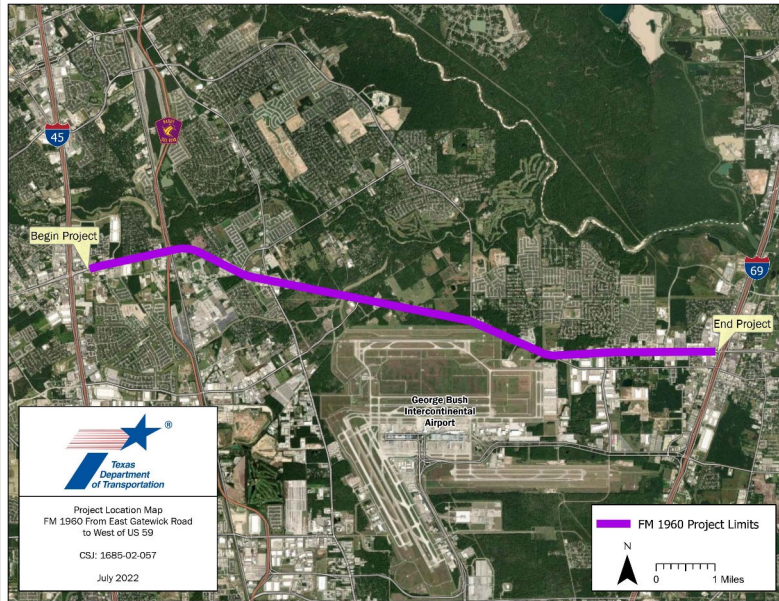 45
Begin Project
69
End Project
George Bush
Intercontinental
Airport
®
Texas
Department
of Transportation
Project Location Map
FM 1960 From East Gatewick Road
to West of US 59
CSJ: 1685-02-057
July 2022
FM 1960 Project Limits
N
0
1 Miles